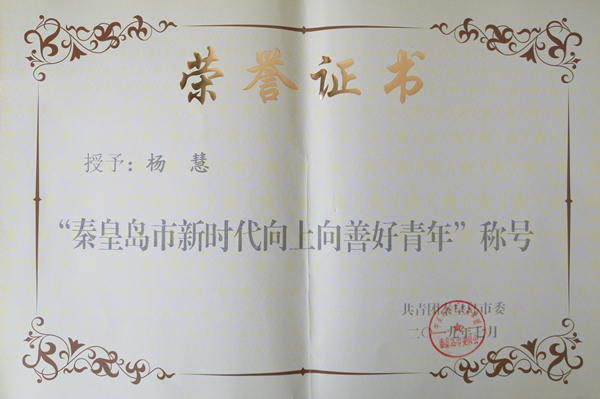 荣誉证书
授予：杨 慧
“秦皇岛市新时代向上向善好青年”称号
共青团秦皇岛市委
二〇一九年七月